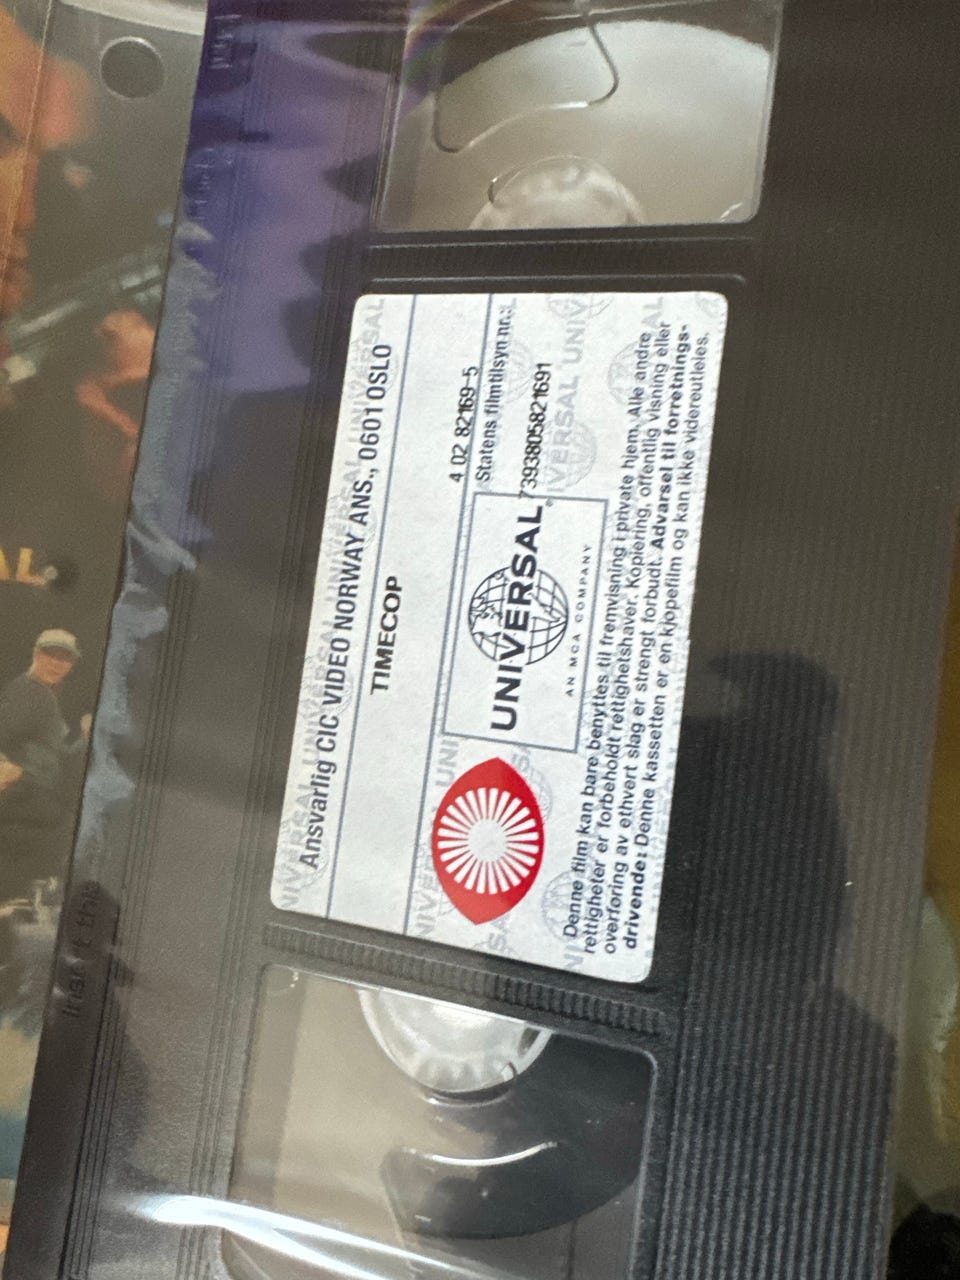 Ansvarlig CIC VIDEO NORWAY ANS., 0601 OSLO
TIMECOP
4 02 82169-5
Statens filmtilsyn nr.:
7393805821691
UNIVERSAL
AN MCA COMPANY
Denne film kan bare benyttes til fremvisning i private hjem. Alle andre
rettigheter er forbeholdt rettighetshaver. Kopiering, offentlig visning eller
overføring av ethvert slag er strengt forbudt. Advarsel til forretnings-
drivende: Denne kassetten er en kjøpefilm og kan ikke videreutleies.
Insert this